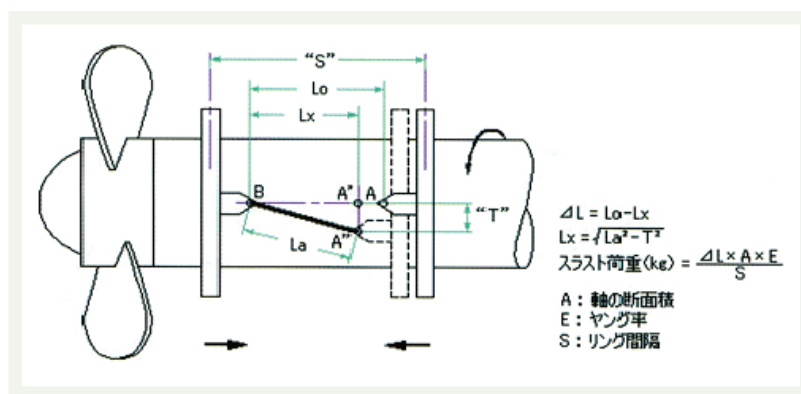 “S”
Lo
Lx
B
A”
A
“T”
La
A”
⊿L = Lo-Lx
Lx = √La²-T²
スラスト荷重(kg) = ⊿L×A×E
S
A : 軸の断面積
E : ヤング率
S : リング間隔